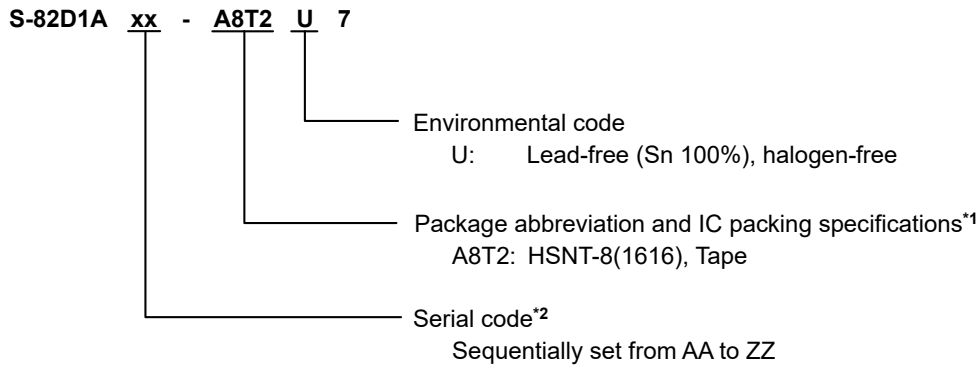 S-82D1A xx - A8T2 U 7
Environmental code
U: Lead-free (Sn 100%), halogen-free
Package abbreviation and IC packing specifications*1
A8T2: HSNT-8(1616), Tape
Serial code*2
Sequentially set from AA to ZZ